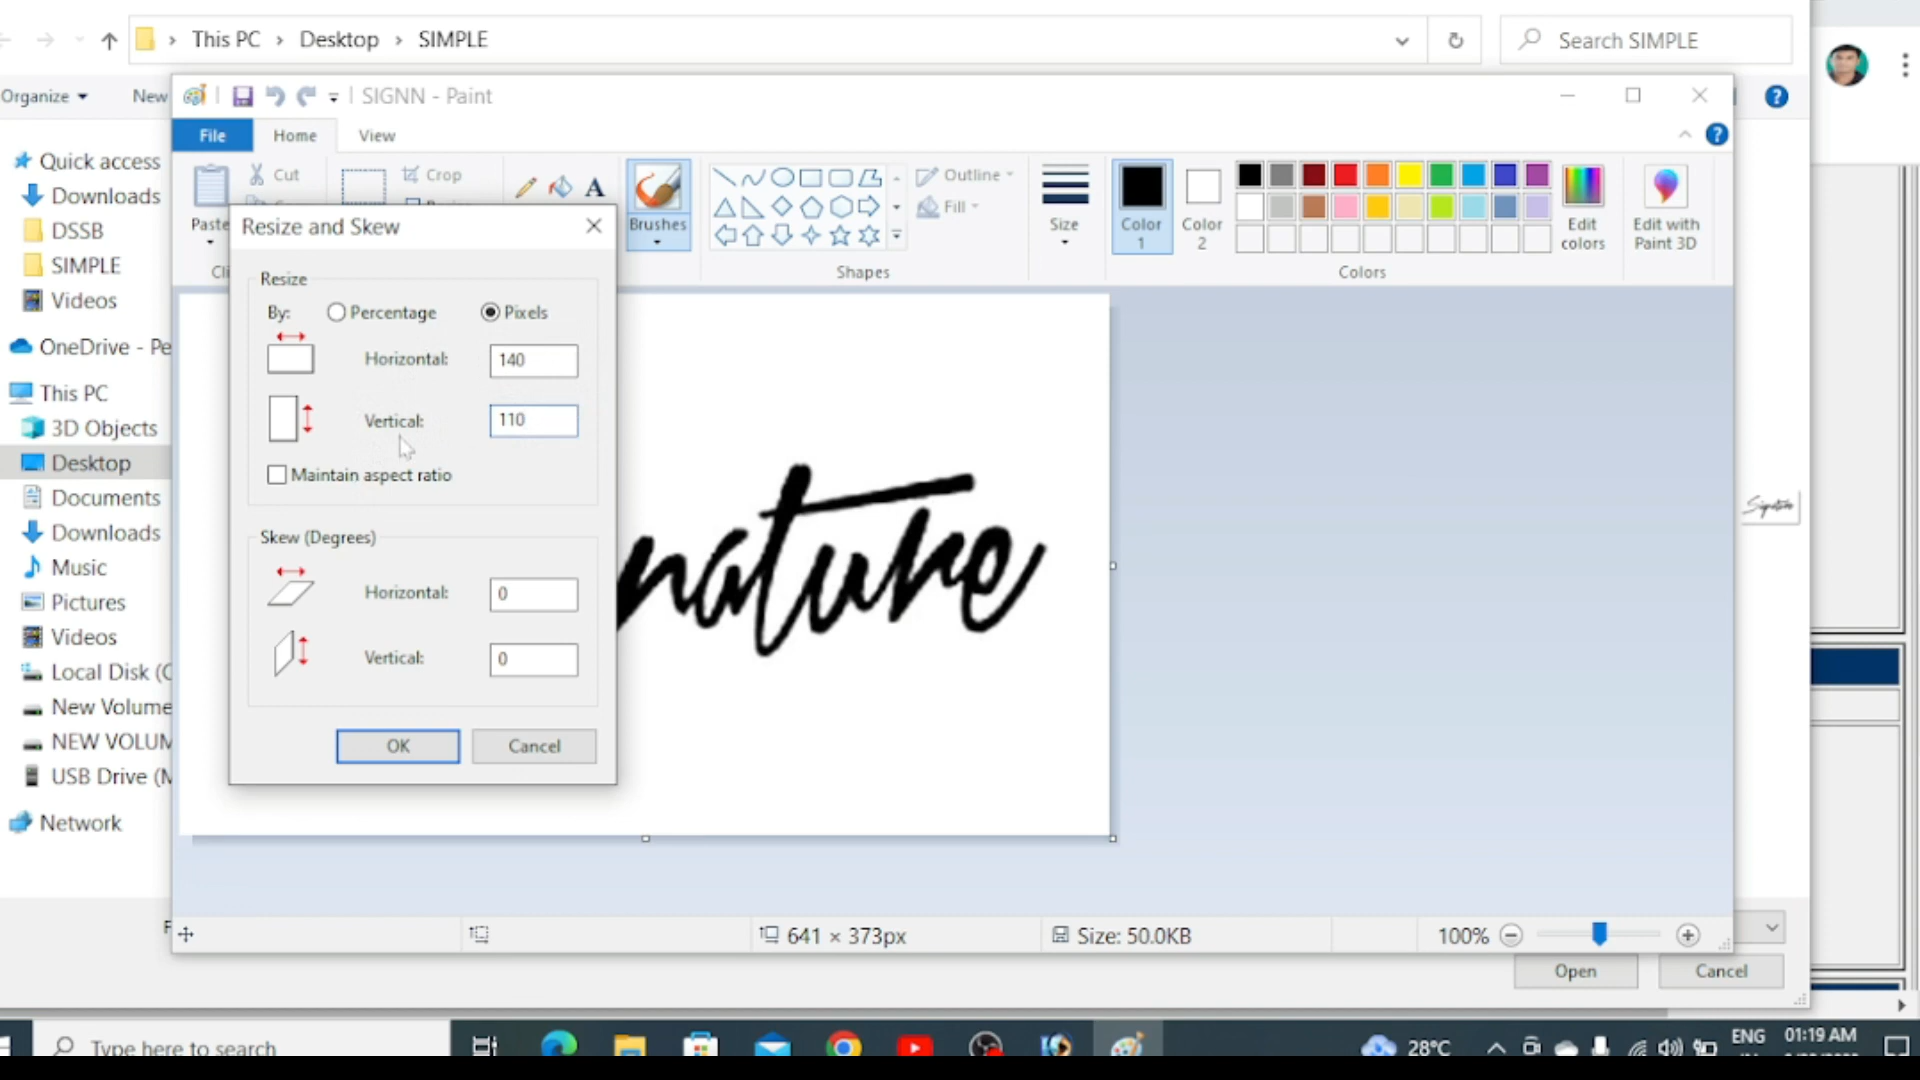 This PC > Desktop > SIMPLE
Search SIMPLE
Organize
New
SIGNN - Paint
File
Home
View
Paste
Cut
Crop
Brushes
Outline
Fill
Shapes
Size
Color 1
Color 2
Edit colors
Edit with Paint 3D
Colors
Quick access
Downloads
DSSB
SIMPLE
Videos
OneDrive - Pe
This PC
3D Objects
Desktop
Documents
Downloads
Music
Pictures
Videos
Local Disk (C
New Volume
NEW VOLUM
USB Drive (M
Network
Resize and Skew
Resize
By: Percentage Pixels
Horizontal: 140
Vertical: 110
Maintain aspect ratio
Skew (Degrees)
Horizontal: 0
Vertical: 0
OK Cancel
nature
Signature
641 × 373px
Size: 50.0KB
100%
Open Cancel
Type here to search
28°C
ENG
01:19 AM